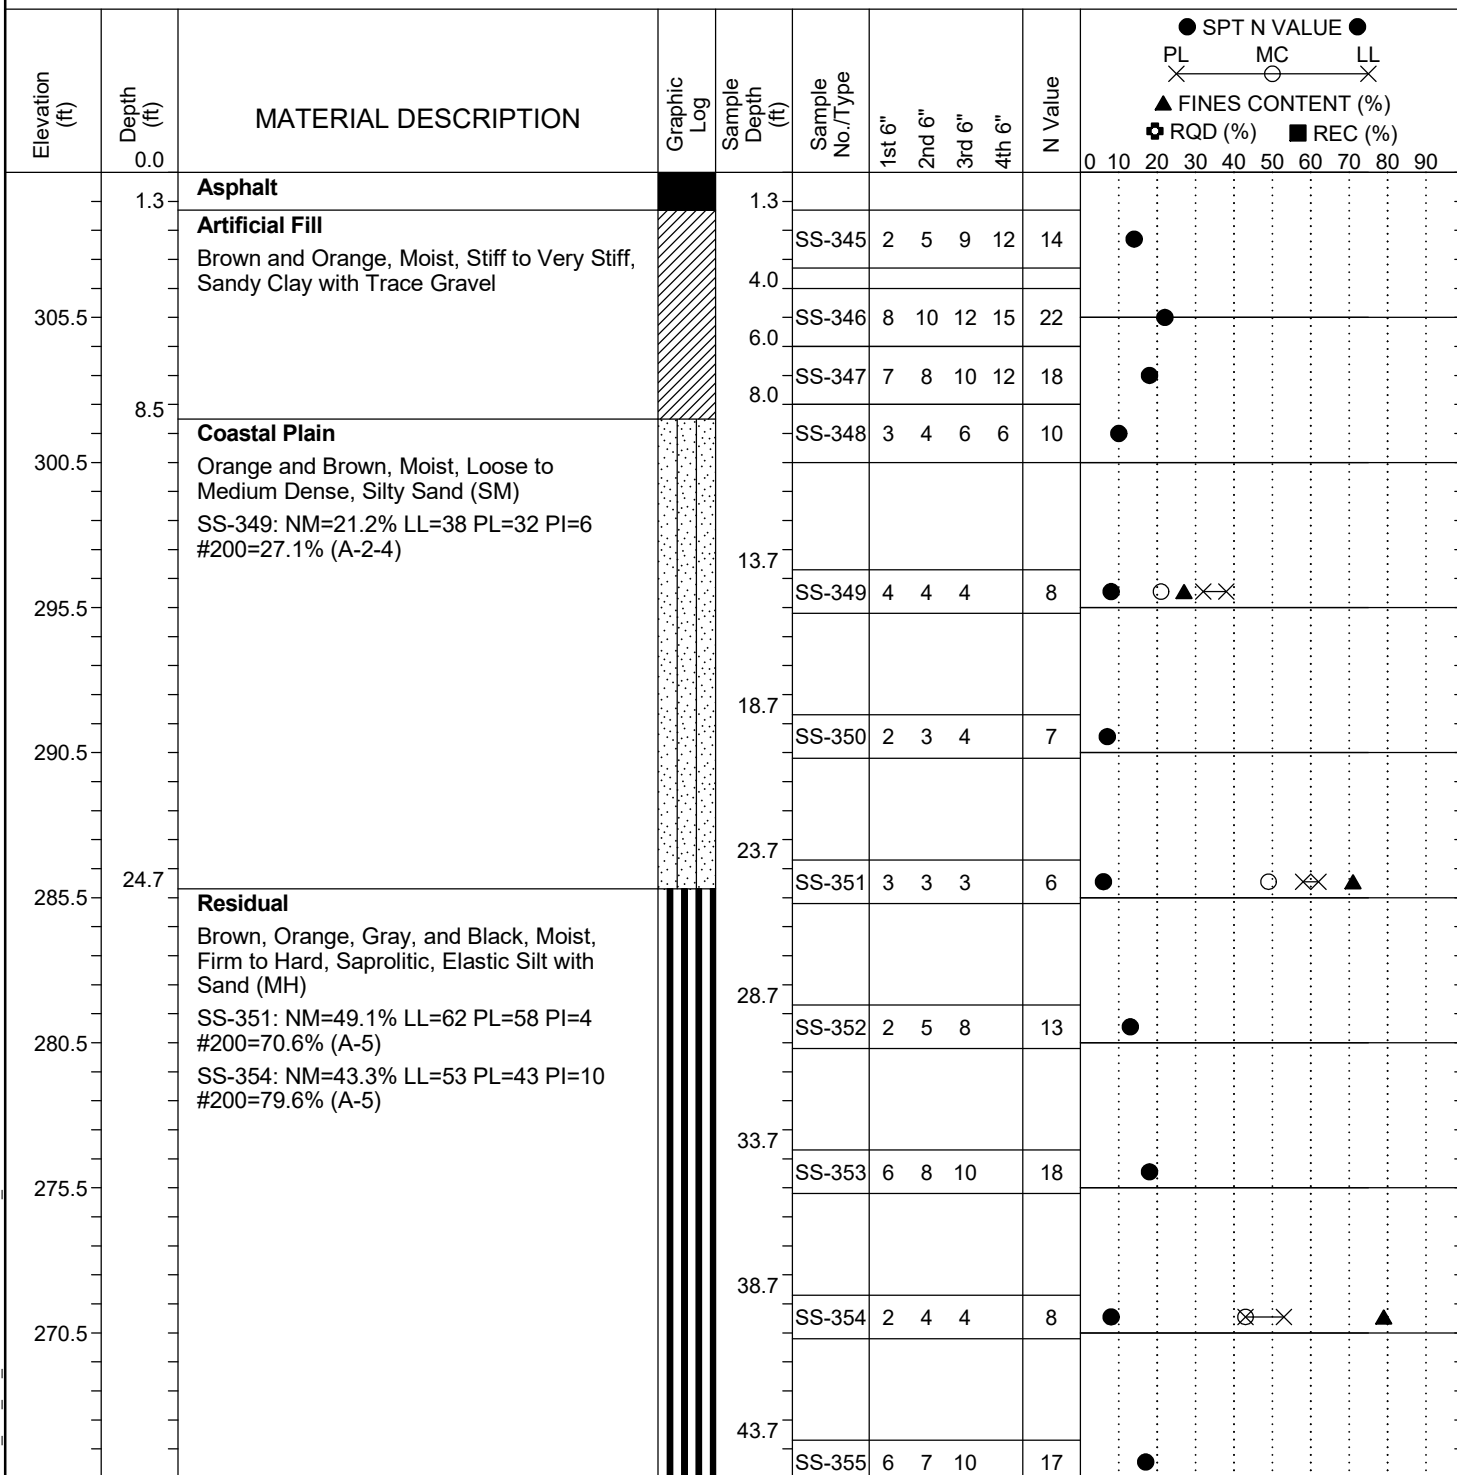 ● SPT N VALUE ●
PL MC LL
▲ FINES CONTENT (%)
RQD (%) ■ REC (%)
0 10 20 30 40 50 60 70 80 90
Elevation (ft)
Depth (ft)
0.0
MATERIAL DESCRIPTION
Graphic Log
Sample Depth (ft)
Sample No./Type
1st 6"
2nd 6"
3rd 6"
4th 6"
N Value
1.3 Asphalt 1.3
Artificial Fill
SS-345 2 5 9 12 14
Brown and Orange, Moist, Stiff to Very Stiff,
Sandy Clay with Trace Gravel
4.0
305.5 SS-346 8 10 12 15 22
6.0
SS-347 7 8 10 12 18
8.5 8.0
Coastal Plain SS-348 3 4 6 6 10
300.5 Orange and Brown, Moist, Loose to
Medium Dense, Silty Sand (SM)
SS-349: NM=21.2% LL=38 PL=32 PI=6
#200=27.1% (A-2-4)
13.7
SS-349 4 4 4 8
295.5
18.7
SS-350 2 3 4 7
290.5
23.7
24.7 SS-351 3 3 3 6
285.5 Residual
Brown, Orange, Gray, and Black, Moist,
Firm to Hard, Saprolitic, Elastic Silt with
Sand (MH)
28.7
SS-351: NM=49.1% LL=62 PL=58 PI=4
SS-352 2 5 8 13
280.5 #200=70.6% (A-5)
SS-354: NM=43.3% LL=53 PL=43 PI=10
#200=79.6% (A-5)
33.7
SS-353 6 8 10 18
275.5
38.7
SS-354 2 4 4 8
270.5
43.7
SS-355 6 7 10 17